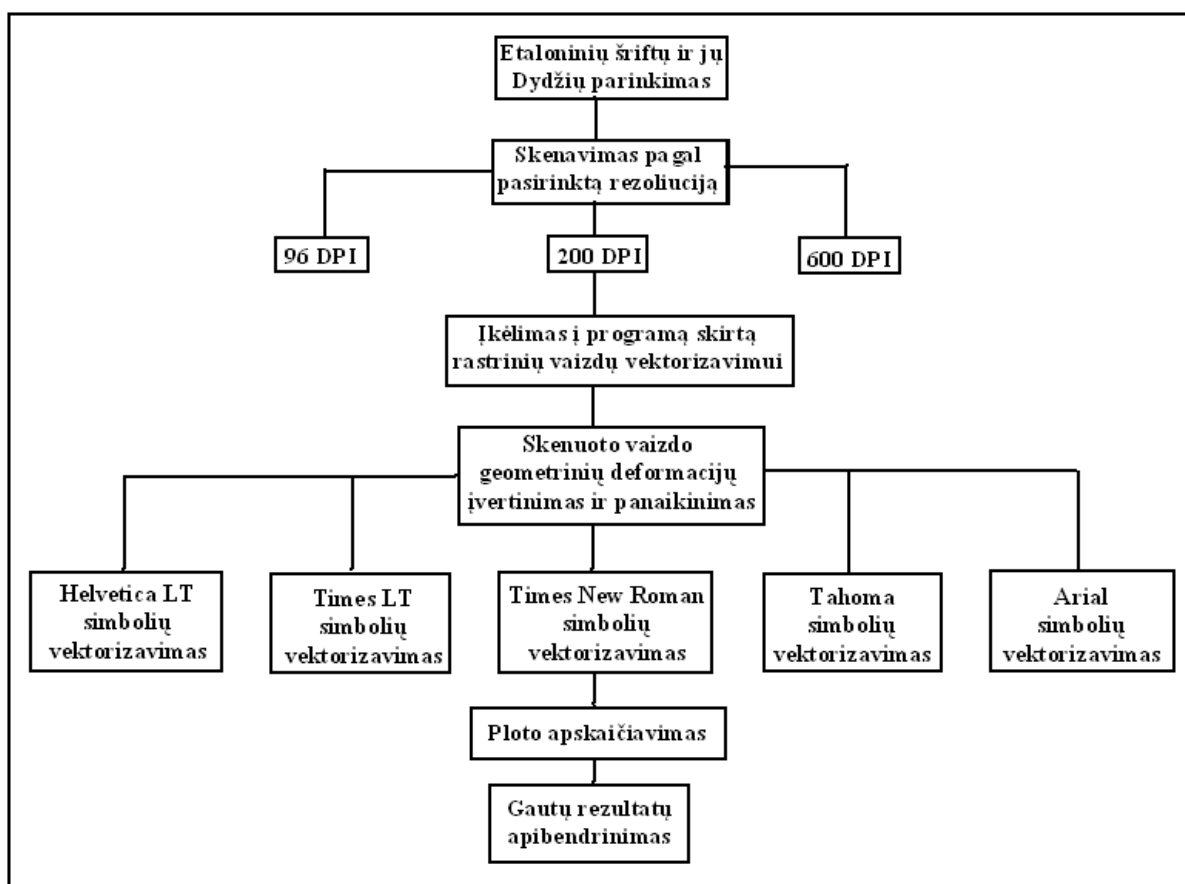 Etaloninių šriftų ir jų
Dydžių parinkimas
Skenavimas pagal
pasirinktą rezoliuciją
96 DPI
200 DPI
600 DPI
Įkėlimas į programą skirtą
rastrinių vaizdų vektorizavimui
Skenuoto vaizdo
geometrinių deformacijų
įvertinimas ir panaikinimas
Helvetica LT
simbolių
vektorizavimas
Times LT
simbolių
vektorizavimas
Times New Roman
simbolių
vektorizavimas
Tahoma
simbolių
vektorizavimas
Arial
simbolių
vektorizavimas
Ploto apskaičiavimas
Gautų rezultatų
apibendrinimas